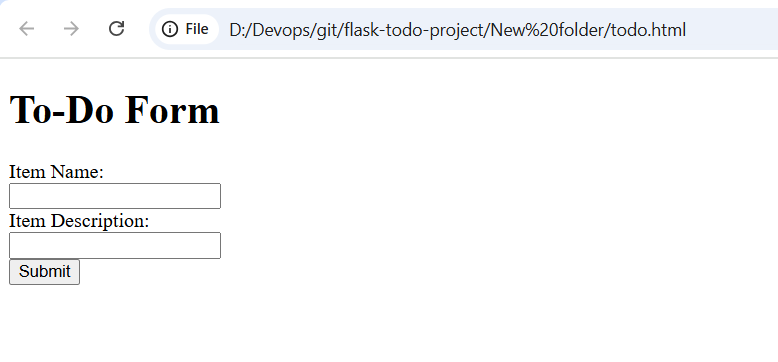 File D:/Devops/git/flask-todo-project/New%20folder/todo.html
To-Do Form
Item Name:
Item Description:
Submit